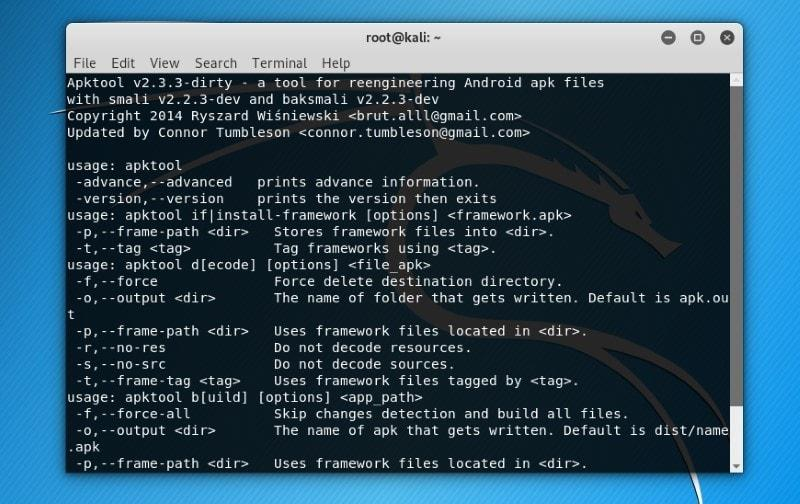 root@kali: ~
File Edit View Search Terminal Help
Apktool v2.3.3-dirty - a tool for reengineering Android apk files
with smali v2.2.3-dev and baksmali v2.2.3-dev
Copyright 2014 Ryszard Wiśniewski <brut.alll@gmail.com>
Updated by Connor Tumbleson <connor.tumbleson@gmail.com>
usage: apktool
-advance,--advanced prints advance information.
-version,--version prints the version then exits
usage: apktool if|install-framework [options] <framework.apk>
-p,--frame-path <dir> Stores framework files into <dir>.
-t,--tag <tag> Tag frameworks using <tag>.
usage: apktool d[ecode] [options] <file_apk>
-f,--force Force delete destination directory.
-o,--output <dir> The name of folder that gets written. Default is apk.ou
t
-p,--frame-path <dir> Uses framework files located in <dir>.
-r,--no-res Do not decode resources.
-s,--no-src Do not decode sources.
-t,--frame-tag <tag> Uses framework files tagged by <tag>.
usage: apktool b[uild] [options] <app_path>
-f,--force-all Skip changes detection and build all files.
-o,--output <dir> The name of apk that gets written. Default is dist/name
.apk
-p,--frame-path <dir> Uses framework files located in <dir>.